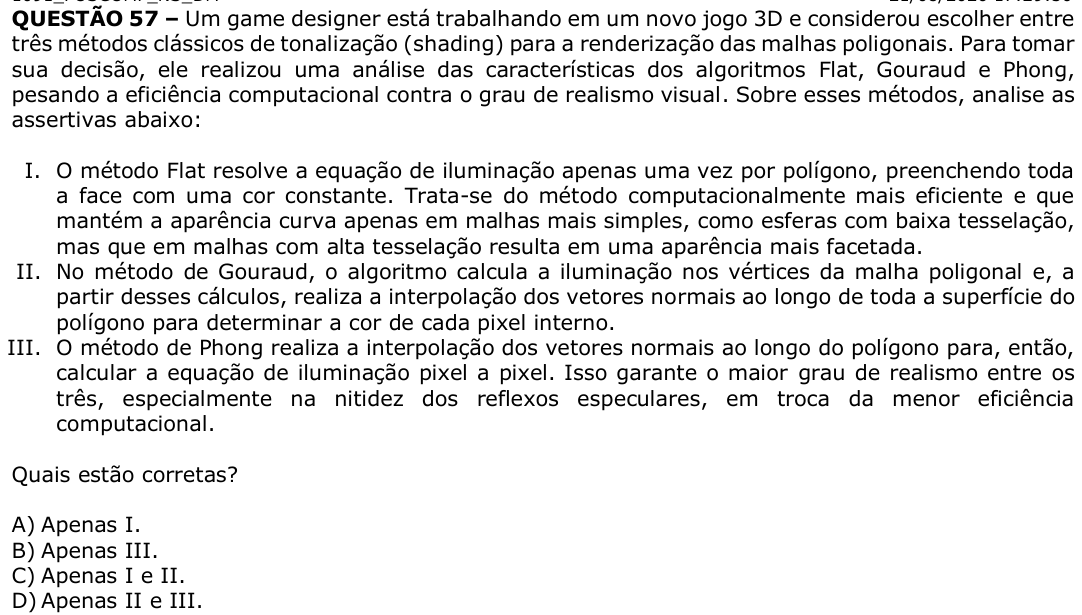 QUESTÃO 57 – Um game designer está trabalhando em um novo jogo 3D e considerou escolher entre
três métodos clássicos de tonalização (shading) para a renderização das malhas poligonais. Para tomar
sua decisão, ele realizou uma análise das características dos algoritmos Flat, Gouraud e Phong,
pesando a eficiência computacional contra o grau de realismo visual. Sobre esses métodos, analise as
assertivas abaixo:
I. O método Flat resolve a equação de iluminação apenas uma vez por polígono, preenchendo toda
a face com uma cor constante. Trata-se do método computacionalmente mais eficiente e que
mantém a aparência curva apenas em malhas mais simples, como esferas com baixa tesselação,
mas que em malhas com alta tesselação resulta em uma aparência mais facetada.
II. No método de Gouraud, o algoritmo calcula a iluminação nos vértices da malha poligonal e, a
partir desses cálculos, realiza a interpolação dos vetores normais ao longo de toda a superfície do
polígono para determinar a cor de cada pixel interno.
III. O método de Phong realiza a interpolação dos vetores normais ao longo do polígono para, então,
calcular a equação de iluminação pixel a pixel. Isso garante o maior grau de realismo entre os
três, especialmente na nitidez dos reflexos especulares, em troca da menor eficiência
computacional.
Quais estão corretas?
A) Apenas I.
B) Apenas III.
C) Apenas I e II.
D) Apenas II e III.